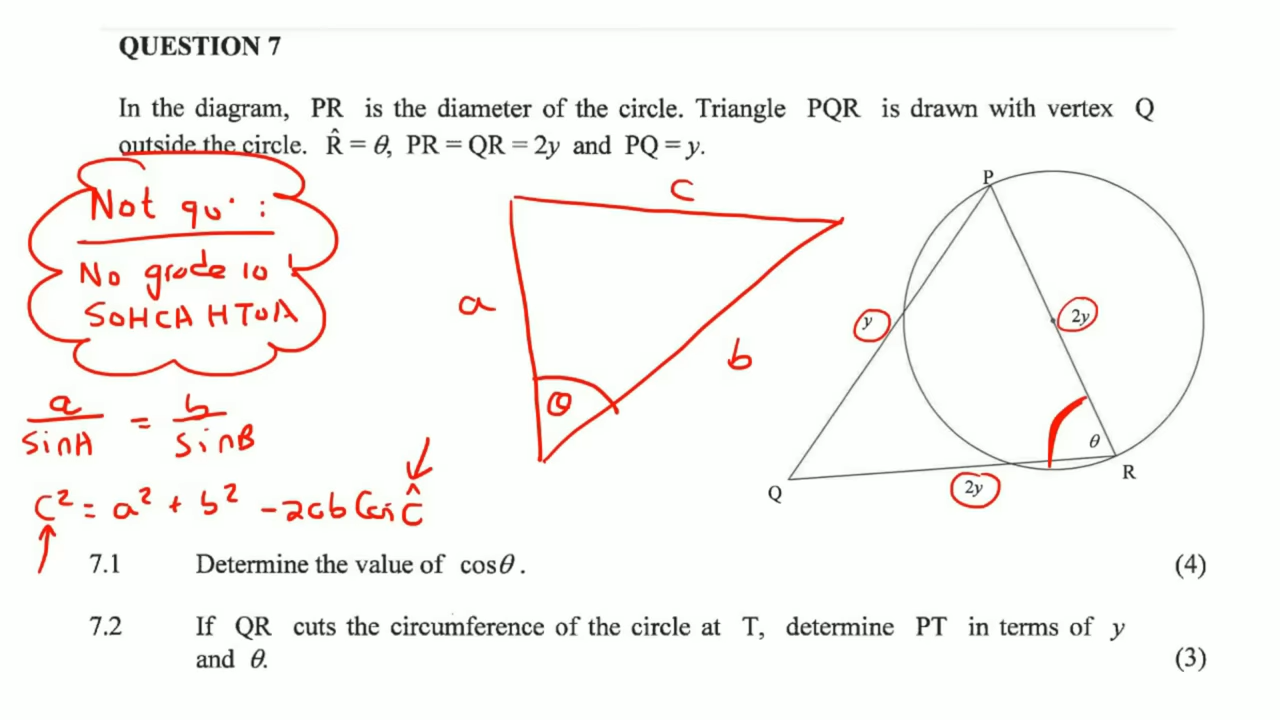 QUESTION 7
In the diagram, PR is the diameter of the circle. Triangle PQR is drawn with vertex Q
outside the circle. R̂ = θ, PR = QR = 2y and PQ = y.
Not
No grade 10
SOHCAHTOA
a/sinA = b/sinB
c² = a² + b² - 2ab Cos Ĉ
c
a
b
θ
P
y
2y
θ
R
Q
2y
7.1 Determine the value of cosθ. (4)
7.2 If QR cuts the circumference of the circle at T, determine PT in terms of y
and θ. (3)